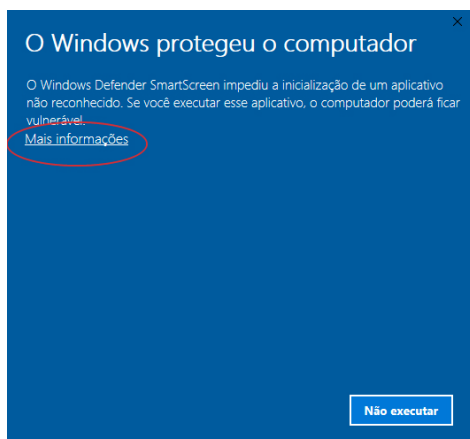 O Windows protegeu o computador
O Windows Defender SmartScreen impediu a inicialização de um aplicativo
não reconhecido. Se você executar esse aplicativo, o computador poderá ficar
vulnerável.
Mais informações
Não executar